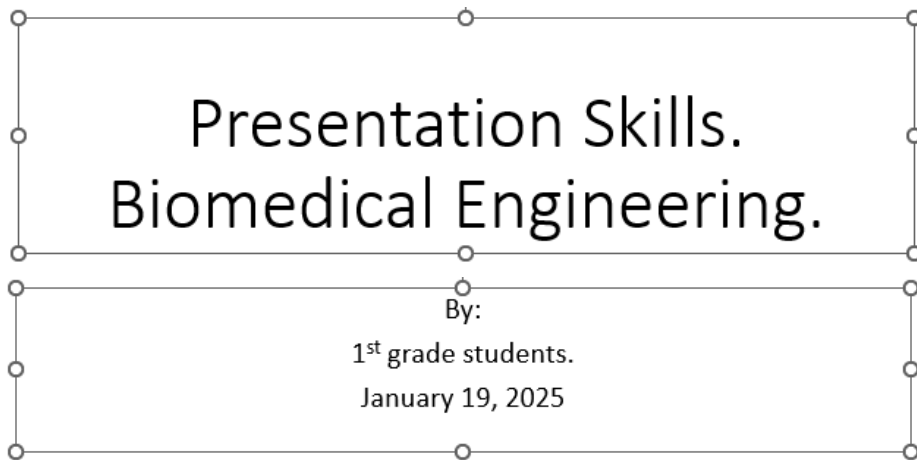 Presentation Skills.
Biomedical Engineering.
By:
1st grade students.
January 19, 2025